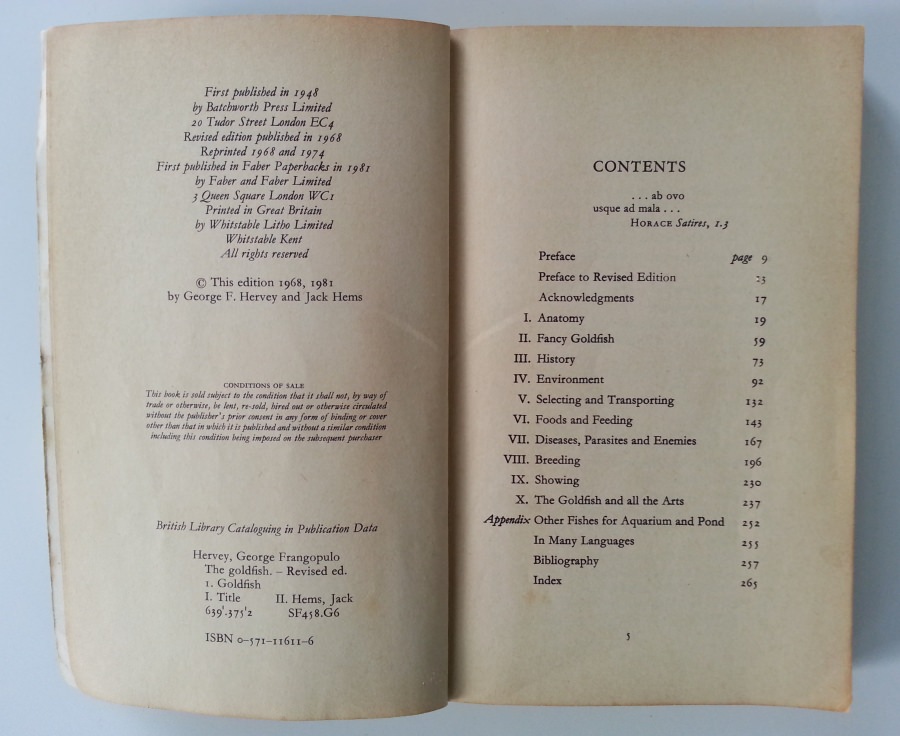 First published in 1948
by Batchworth Press Limited
20 Tudor Street London EC4
Revised edition published in 1968
Reprinted 1968 and 1974
First published in Faber Paperbacks in 1981
by Faber and Faber Limited
3 Queen Square London WC1
Printed in Great Britain
by Whitstable Litho Limited
Whitstable Kent
All rights reserved
© This edition 1968, 1981
by George F. Hervey and Jack Hems
CONDITIONS OF SALE
This book is sold subject to the condition that it shall not, by way of
trade or otherwise, be lent, re-sold, hired out or otherwise circulated
without the publisher's prior consent in any form of binding or cover
other than that in which it is published and without a similar condition
including this condition being imposed on the subsequent purchaser
British Library Cataloguing in Publication Data
Hervey, George Frangopulo
The goldfish. – Revised ed.
1. Goldfish
I. Title II. Hems, Jack
639'.375'2 SF458.G6
ISBN 0–571–11611–6
CONTENTS
. . . ab ovo
usque ad mala . . .
HORACE Satires, 1.3
Preface page 9
Preface to Revised Edition
Acknowledgments 17
I. Anatomy 19
II. Fancy Goldfish 59
III. History 73
IV. Environment 92
V. Selecting and Transporting 132
VI. Foods and Feeding 143
VII. Diseases, Parasites and Enemies 167
VIII. Breeding 196
IX. Showing 230
X. The Goldfish and all the Arts 237
Appendix Other Fishes for Aquarium and Pond 252
In Many Languages 255
Bibliography 257
Index 265
5